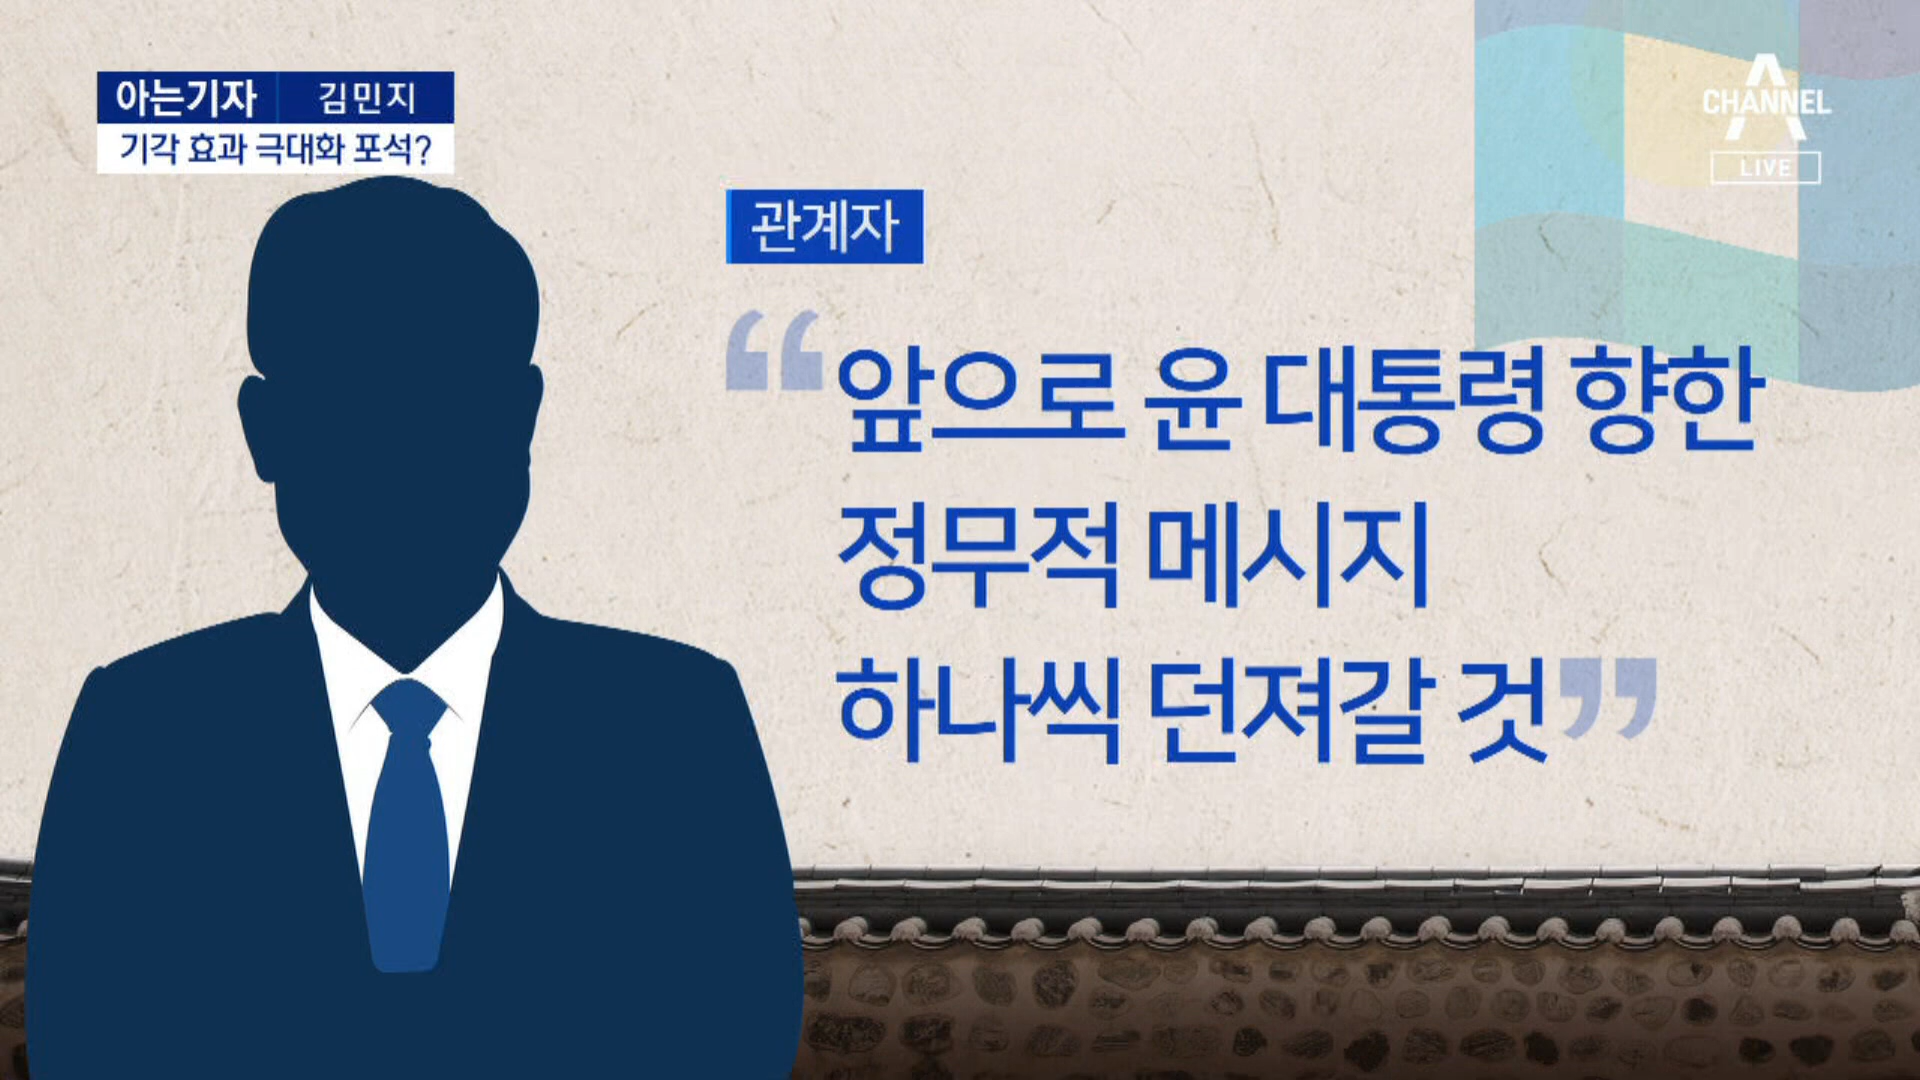 아는기자 김민지
기각 효과 극대화 포석?
CHANNEL A
LIVE
관계자
“앞으로 윤 대통령 향한
정무적 메시지
하나씩 던져갈 것”